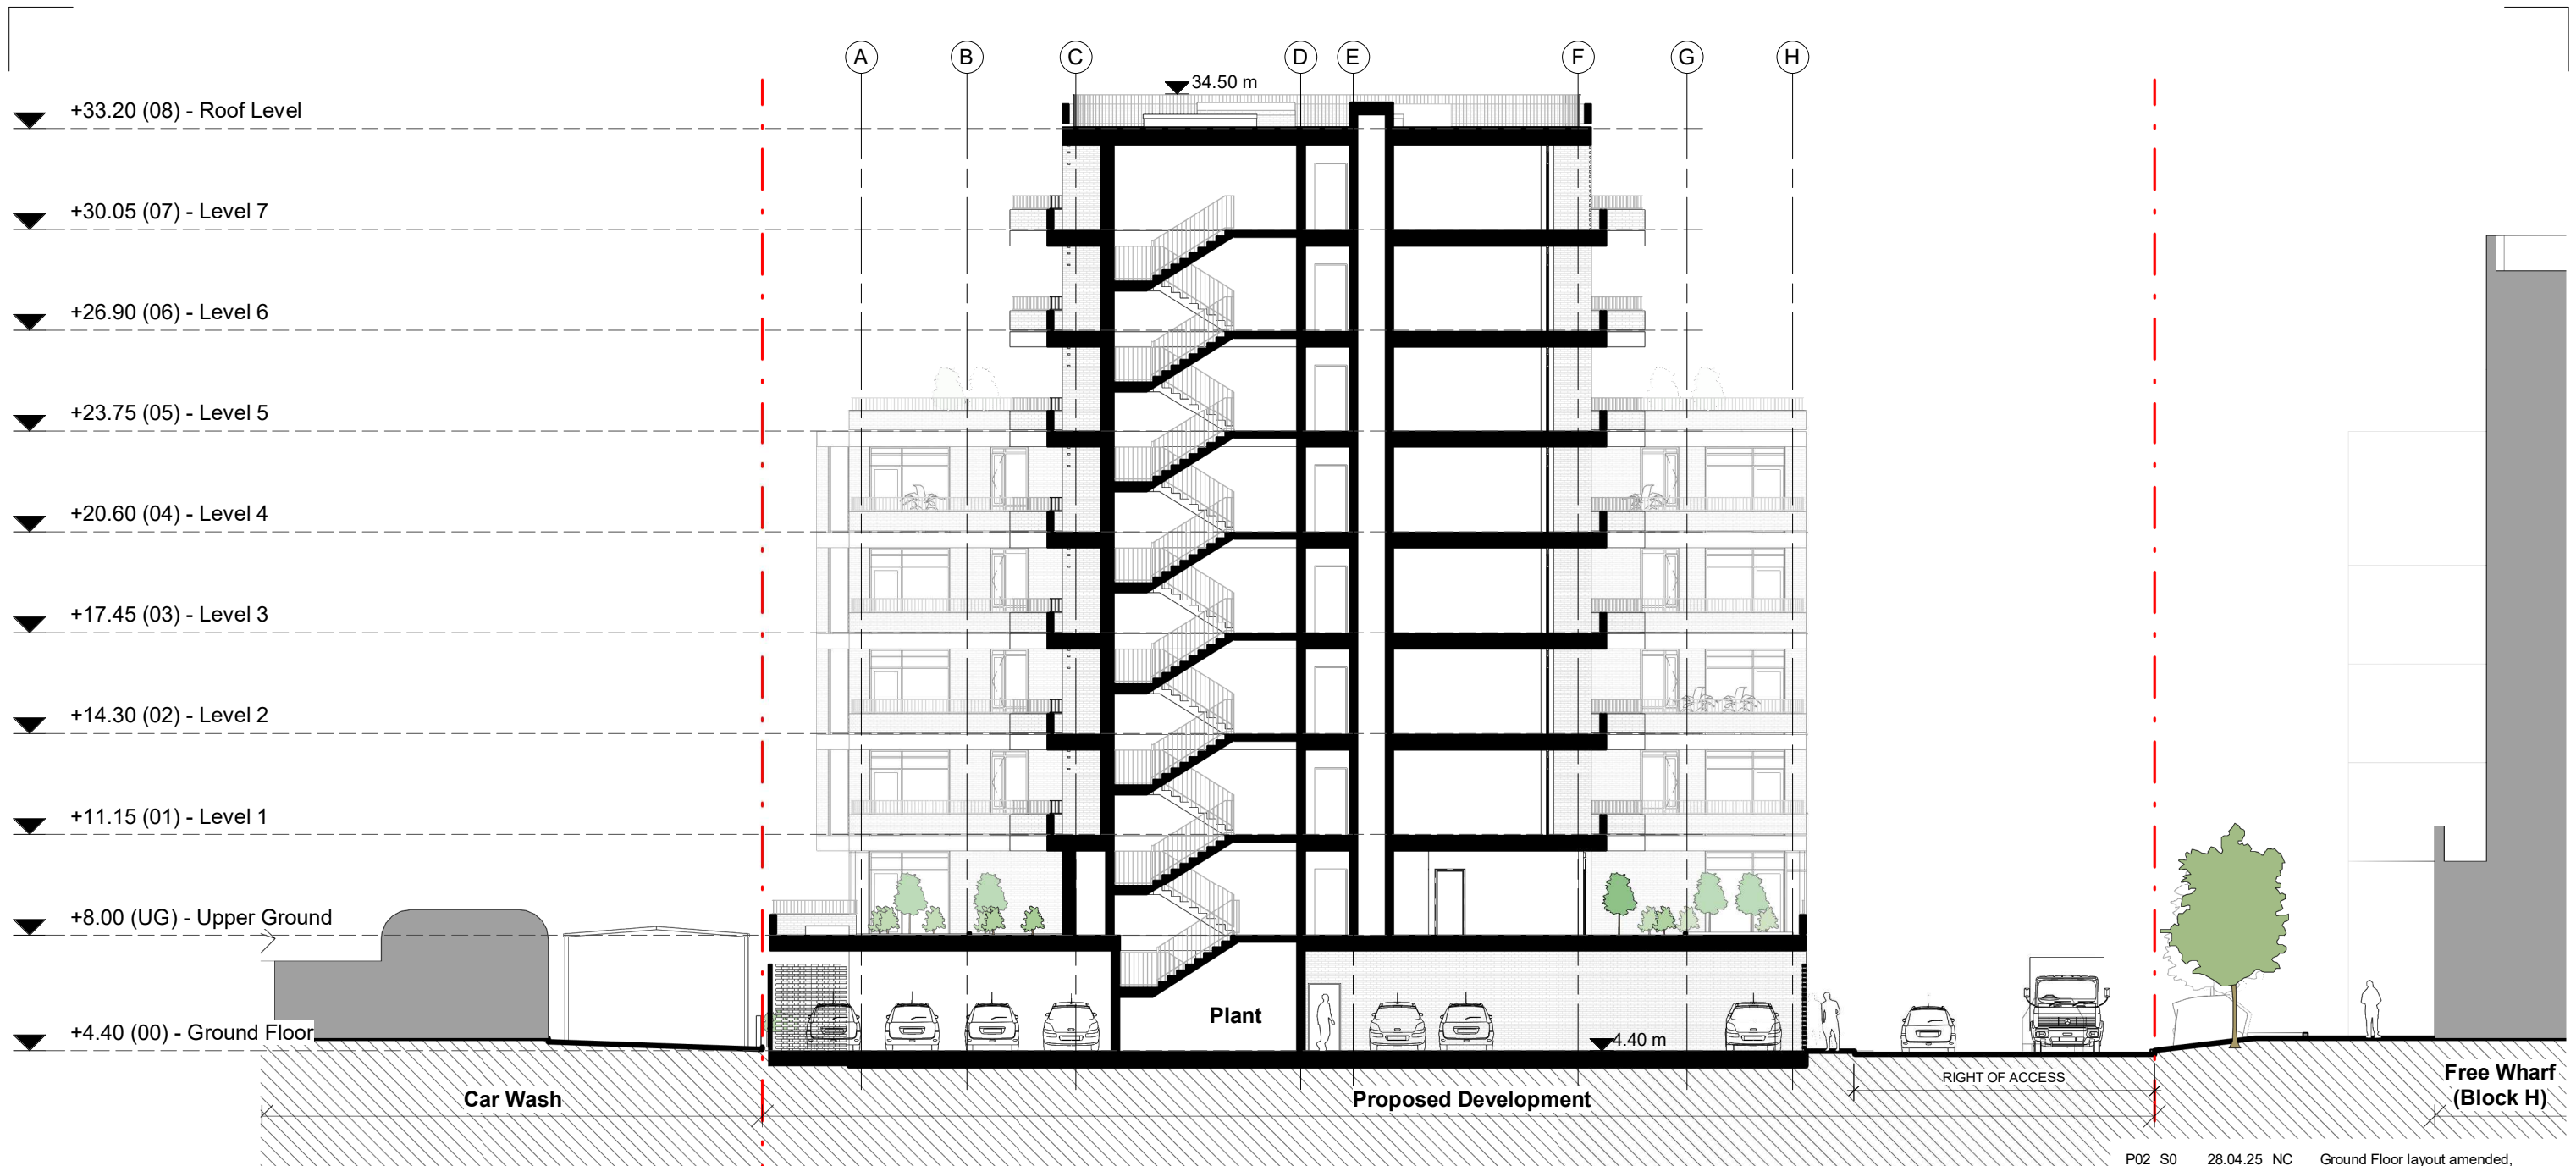 A B C D E F G H
34.50 m
+33.20 (08) - Roof Level
+30.05 (07) - Level 7
+26.90 (06) - Level 6
+23.75 (05) - Level 5
+20.60 (04) - Level 4
+17.45 (03) - Level 3
+14.30 (02) - Level 2
+11.15 (01) - Level 1
+8.00 (UG) - Upper Ground
Plant
+4.40 (00) - Ground Floor
4.40 m
RIGHT OF ACCESS
Car Wash
Proposed Development
Free Wharf
(Block H)
P02 S0 28.04.25 NC Ground Floor layout amended,